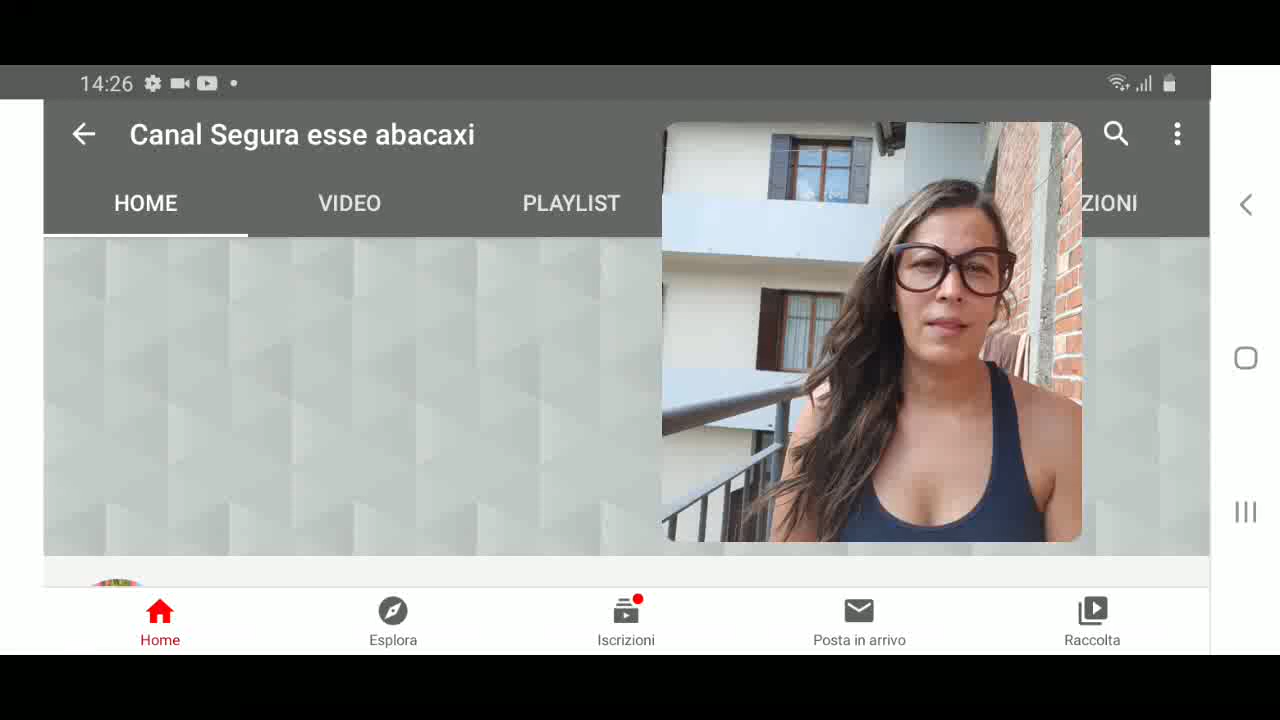 14:26
Canal Segura esse abacaxi
HOME VIDEO PLAYLIST ZIONI
Home Esplora Iscrizioni Posta in arrivo Raccolta